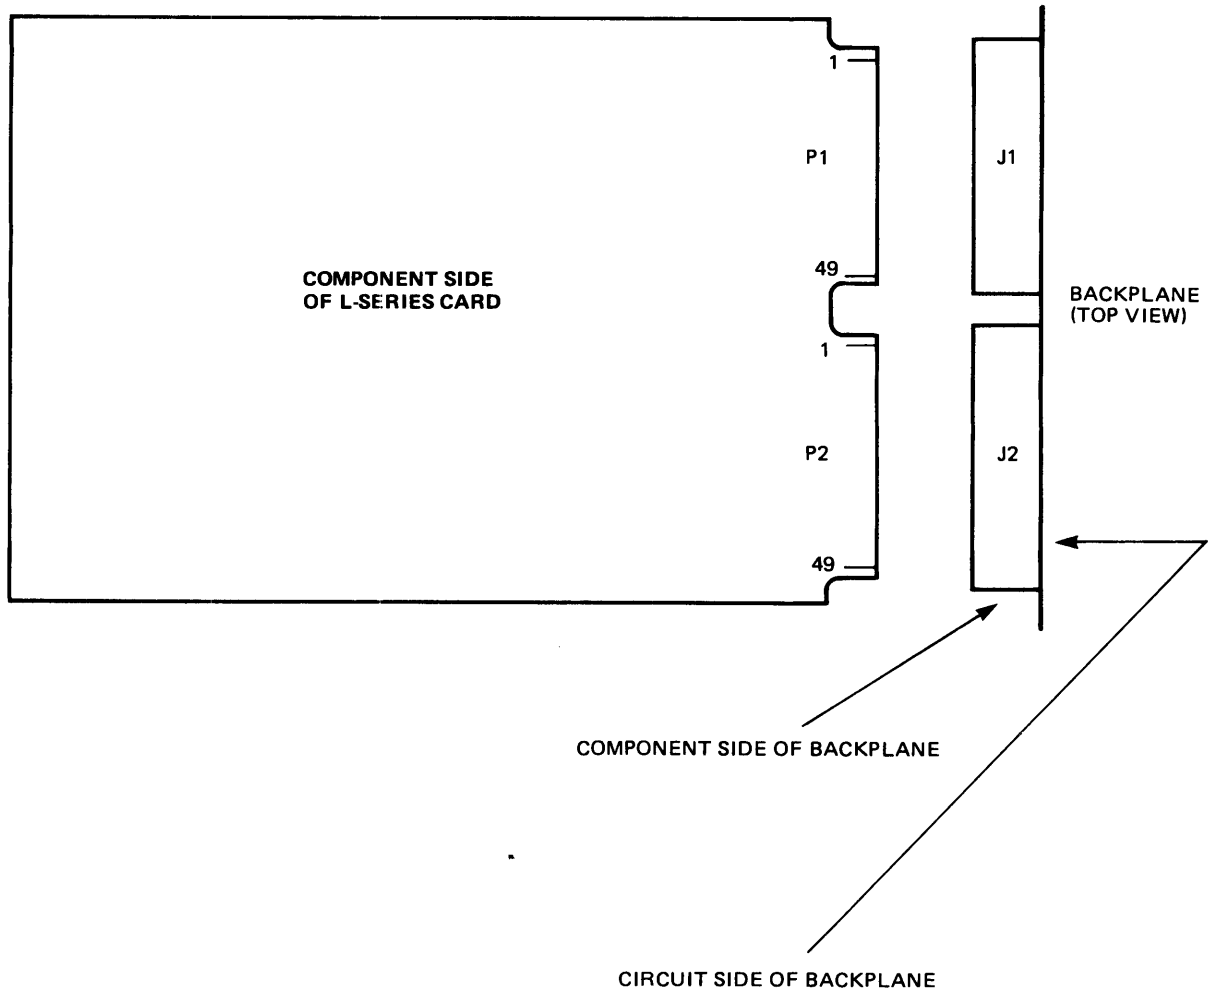 1
P1
J1
49
COMPONENT SIDE
OF L-SERIES CARD
BACKPLANE
(TOP VIEW)
1
P2
J2
49
COMPONENT SIDE OF BACKPLANE
CIRCUIT SIDE OF BACKPLANE